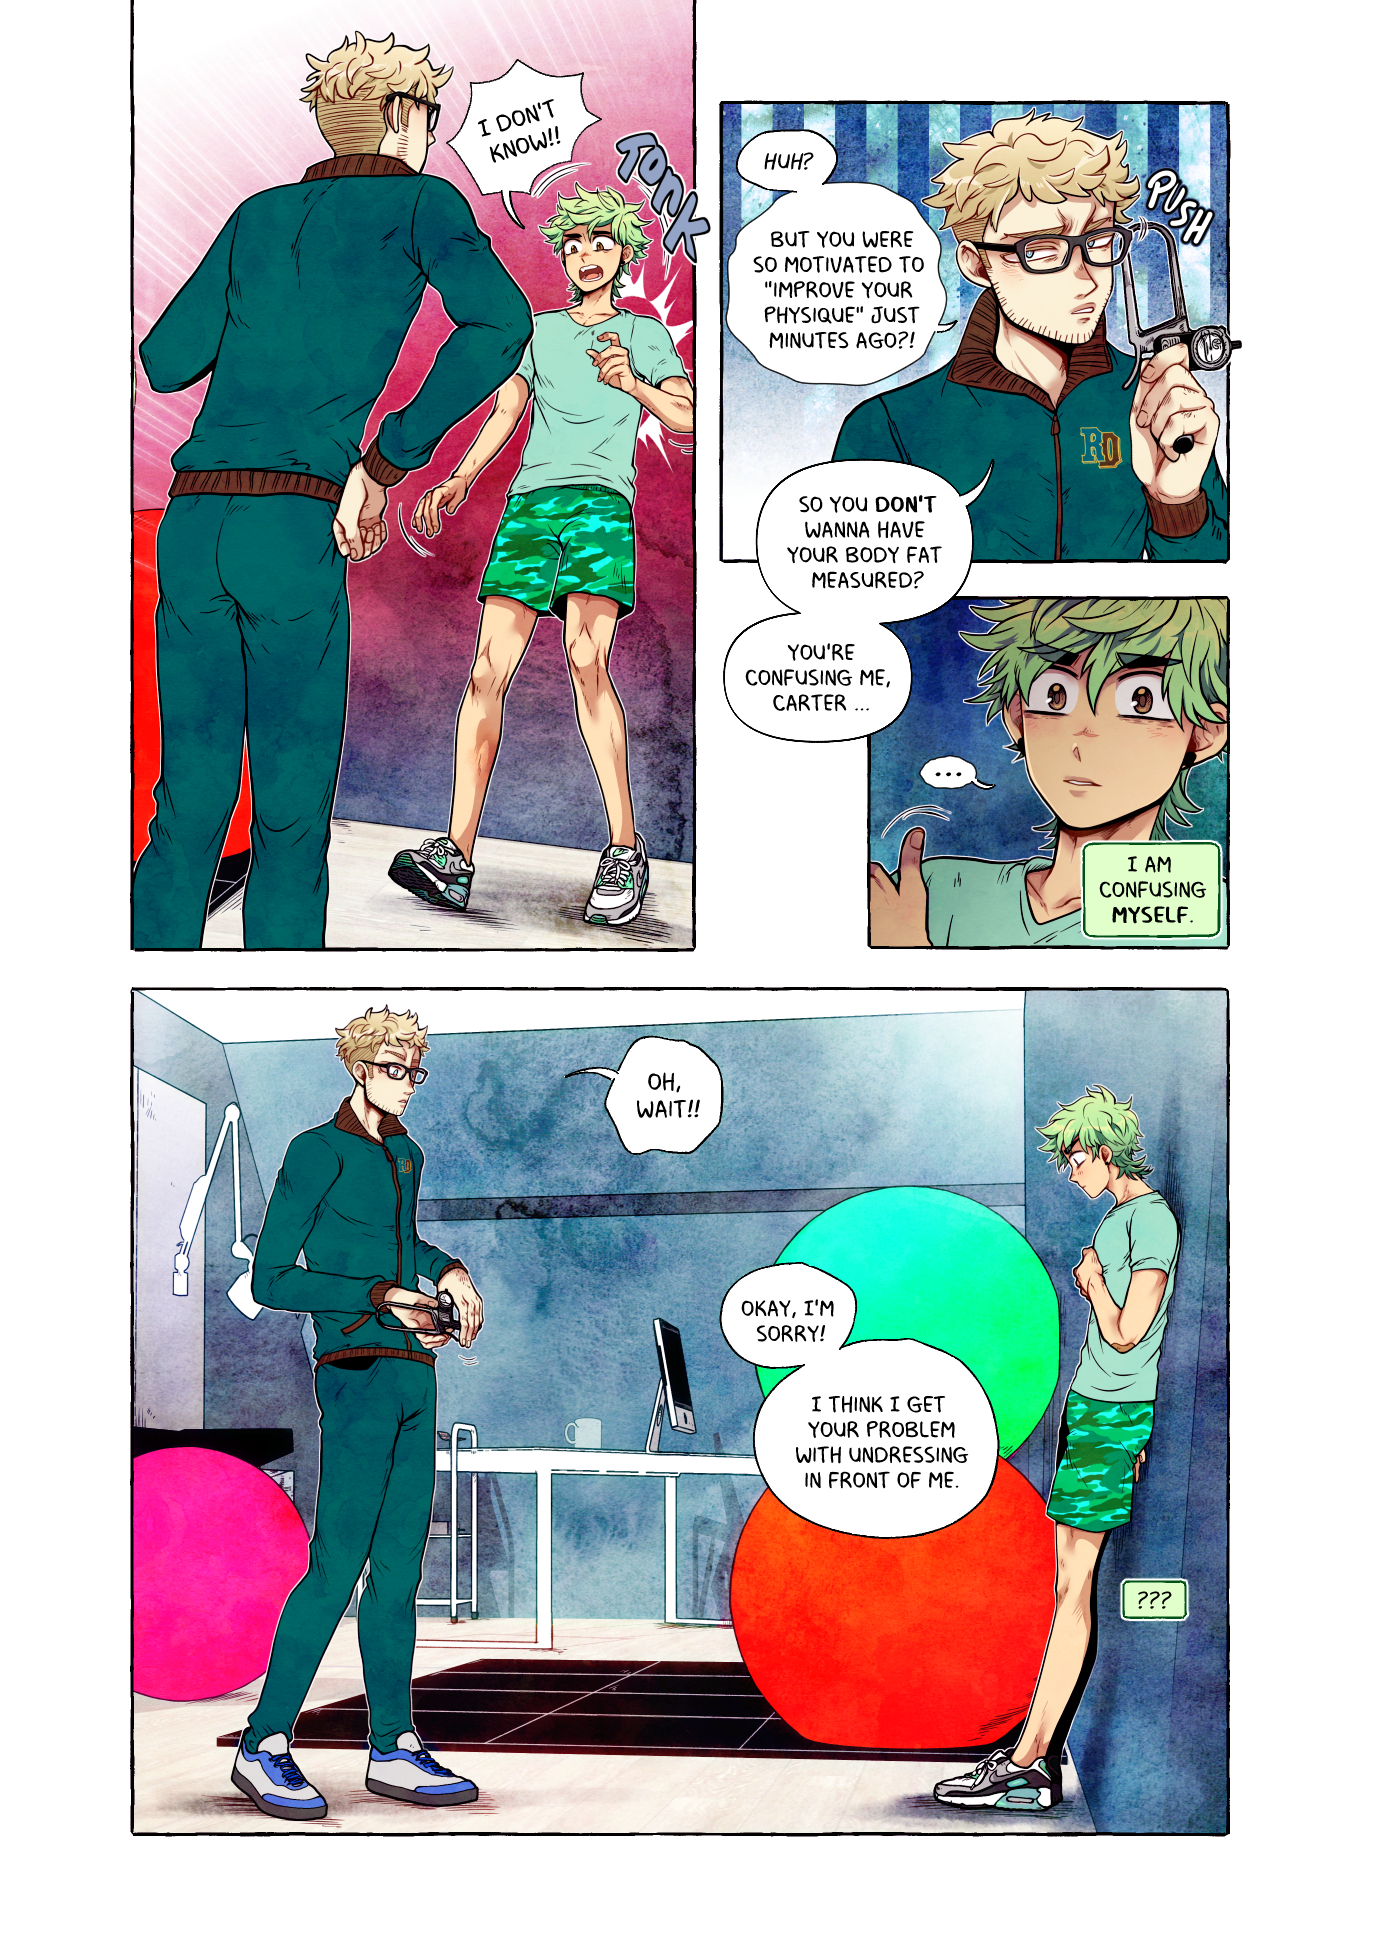 I DON'T
KNOW!!
TONK
HUH?
BUT YOU WERE
SO MOTIVATED TO
"IMPROVE YOUR
PHYSIQUE" JUST
MINUTES AGO?!
PUSH
RD
SO YOU DON'T
WANNA HAVE
YOUR BODY FAT
MEASURED?
YOU'RE
CONFUSING ME,
CARTER ...
...
I AM
CONFUSING
MYSELF.
OH,
WAIT!!
RD
OKAY, I'M
SORRY!
I THINK I GET
YOUR PROBLEM
WITH UNDRESSING
IN FRONT OF ME.
???